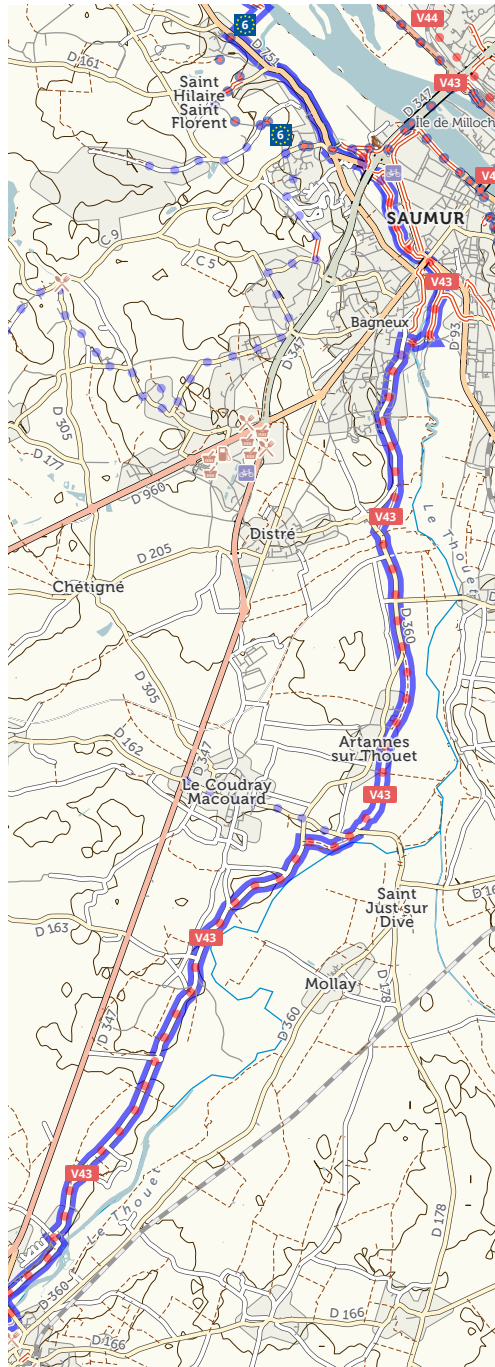 6
V44
D 751
D 161
V43
Saint
Hilaire
Saint
Florent
D 347
Île de Milloch
6
V4
SAUMUR
C 9
C 5
V43
Bagneux
D 93
D 347
D 305
D 177
D 960
V43
Le Thouet
Distré
D 205
Chétigné
D 360
D 305
D 162
Artannes
sur Thouet
D 347
Le Coudray
Macouard
V43
Saint
Just sur
Dive
D 16
D 163
V43
Mollay
D 178
D 347
D 360
V43
Le Thouet
D 178
D 360
D 166
D 166